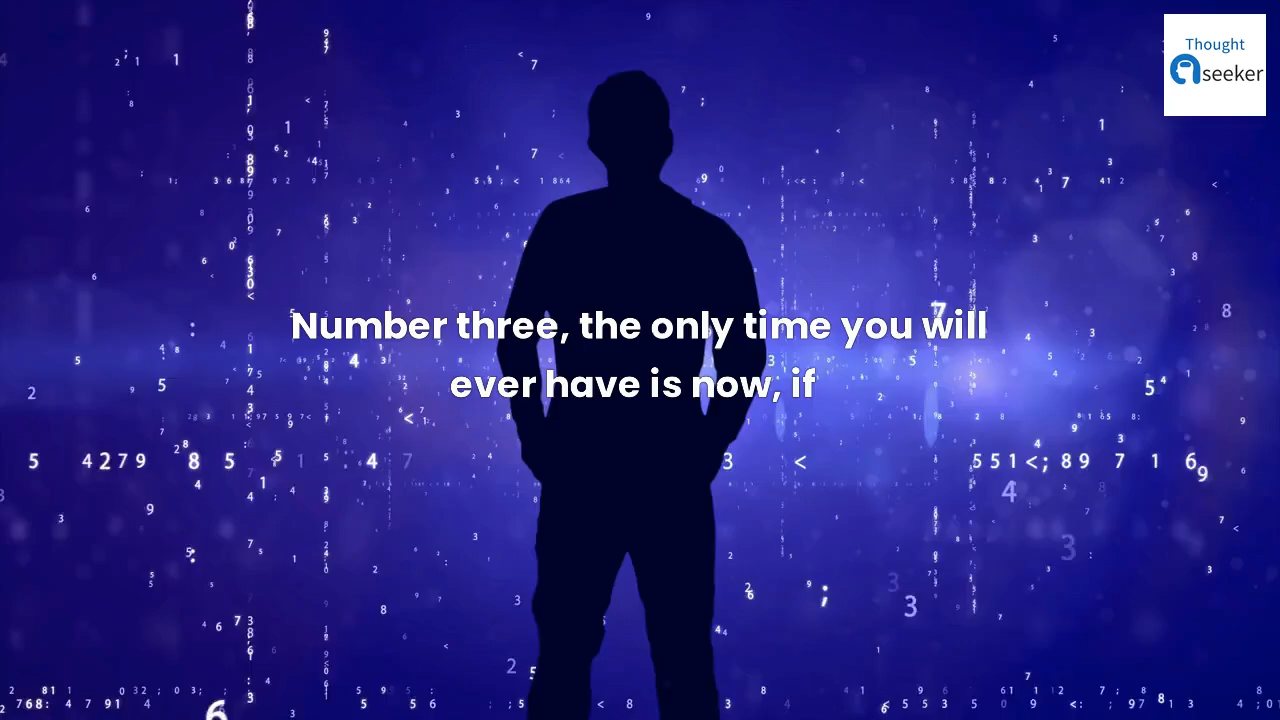 Thought
seeker
Number three, the only time you will
ever have is now, if